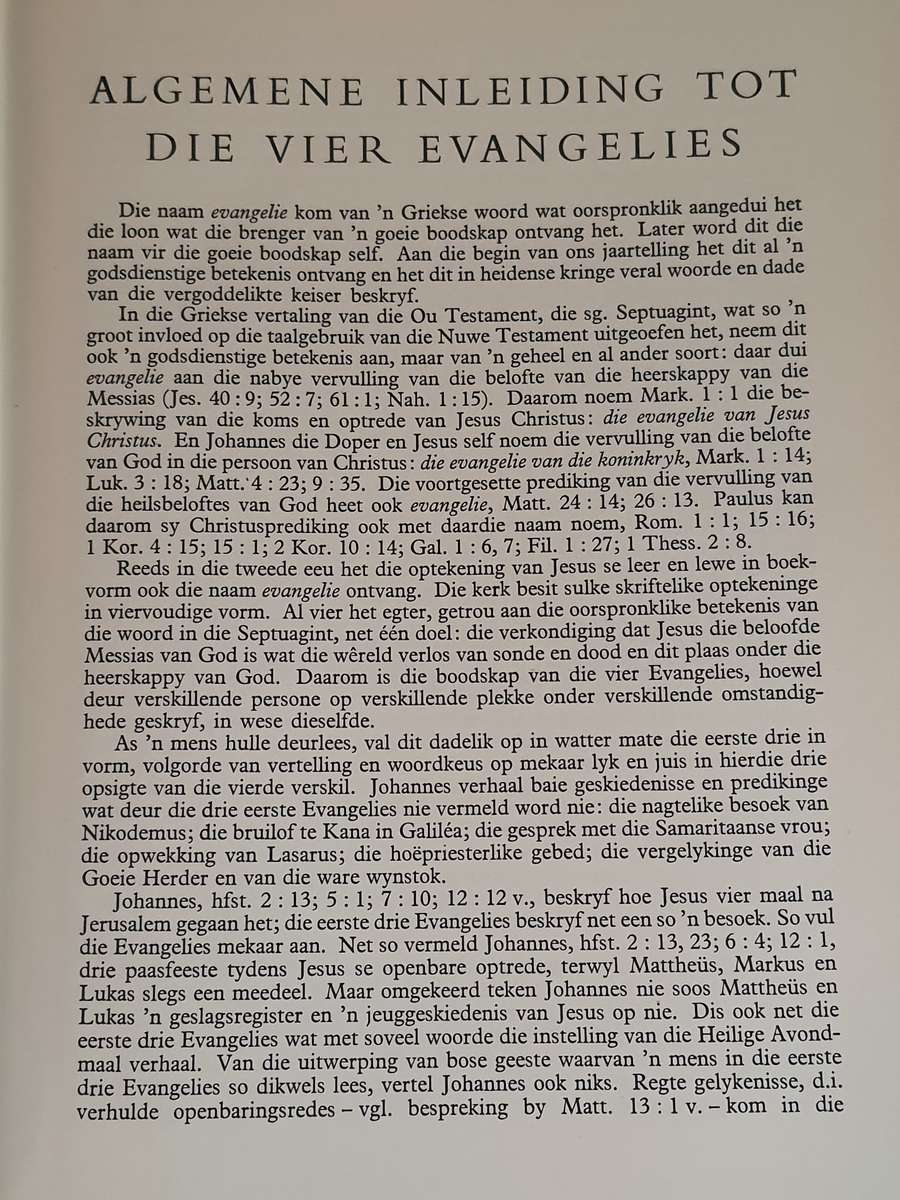 ALGEMENE INLEIDING TOT
DIE VIER EVANGELIES
Die naam evangelie kom van 'n Griekse woord wat oorspronklik aangedui het
die loon wat die brenger van 'n goeie boodskap ontvang het. Later word dit die
naam vir die goeie boodskap self. Aan die begin van ons jaartelling het dit al 'n
godsdienstige betekenis ontvang en het dit in heidense kringe veral woorde en dade
van die vergoddelikte keiser beskryf.
In die Griekse vertaling van die Ou Testament, die sg. Septuagint, wat so 'n
groot invloed op die taalgebruik van die Nuwe Testament uitgeoefen het, neem dit
ook 'n godsdienstige betekenis aan, maar van 'n geheel en al ander soort: daar dui
evangelie aan die nabye vervulling van die belofte van die heerskappy van die
Messias (Jes. 40 : 9; 52 : 7; 61 : 1; Nah. 1 : 15). Daarom noem Mark. 1 : 1 die be-
skrywing van die koms en optrede van Jesus Christus: die evangelie van Jesus
Christus. En Johannes die Doper en Jesus self noem die vervulling van die belofte
van God in die persoon van Christus: die evangelie van die koninkryk, Mark. 1 : 14;
Luk. 3 : 18; Matt. 4 : 23; 9 : 35. Die voortgesette prediking van die vervulling van
die heilsbeloftes van God heet ook evangelie, Matt. 24 : 14; 26 : 13. Paulus kan
daarom sy Christusprediking ook met daardie naam noem, Rom. 1 : 1; 15 : 16;
1 Kor. 4 : 15; 15 : 1; 2 Kor. 10 : 14; Gal. 1 : 6, 7; Fil. 1 : 27; 1 Thess. 2 : 8.
Reeds in die tweede eeu het die optekening van Jesus se leer en lewe in boek-
vorm ook die naam evangelie ontvang. Die kerk besit sulke skriftelike optekeninge
in viervoudige vorm. Al vier het egter, getrou aan die oorspronklike betekenis van
die woord in die Septuagint, net één doel: die verkondiging dat Jesus die beloofde
Messias van God is wat die wêreld verlos van sonde en dood en dit plaas onder die
heerskappy van God. Daarom is die boodskap van die vier Evangelies, hoewel
deur verskillende persone op verskillende plekke onder verskillende omstandig-
hede geskryf, in wese dieselfde.
As 'n mens hulle deurlees, val dit dadelik op in watter mate die eerste drie in
vorm, volgorde van vertelling en woordkeus op mekaar lyk en juis in hierdie drie
opsigte van die vierde verskil. Johannes verhaal baie geskiedenisse en predikinge
wat deur die drie eerste Evangelies nie vermeld word nie: die nagtelike besoek van
Nikodemus; die bruilof te Kana in Galiléa; die gesprek met die Samaritaanse vrou;
die opwekking van Lasarus; die hoëpriesterlike gebed; die vergelykinge van die
Goeie Herder en van die ware wynstok.
Johannes, hfst. 2 : 13; 5 : 1; 7 : 10; 12 : 12 v., beskryf hoe Jesus vier maal na
Jerusalem gegaan het; die eerste drie Evangelies beskryf net een so 'n besoek. So vul
die Evangelies mekaar aan. Net so vermeld Johannes, hfst. 2 : 13, 23; 6 : 4; 12 : 1,
drie paasfeeste tydens Jesus se openbare optrede, terwyl Mattheüs, Markus en
Lukas slegs een meedeel. Maar omgekeerd teken Johannes nie soos Mattheüs en
Lukas 'n geslagsregister en 'n jeuggeskiedenis van Jesus op nie. Dis ook net die
eerste drie Evangelies wat met soveel woorde die instelling van die Heilige Avond-
maal verhaal. Van die uitwerping van bose geeste waarvan 'n mens in die eerste
drie Evangelies so dikwels lees, vertel Johannes ook niks. Regte gelykenisse, d.i.
verhulde openbaringsredes – vgl. bespreking by Matt. 13 : 1 v. – kom in die